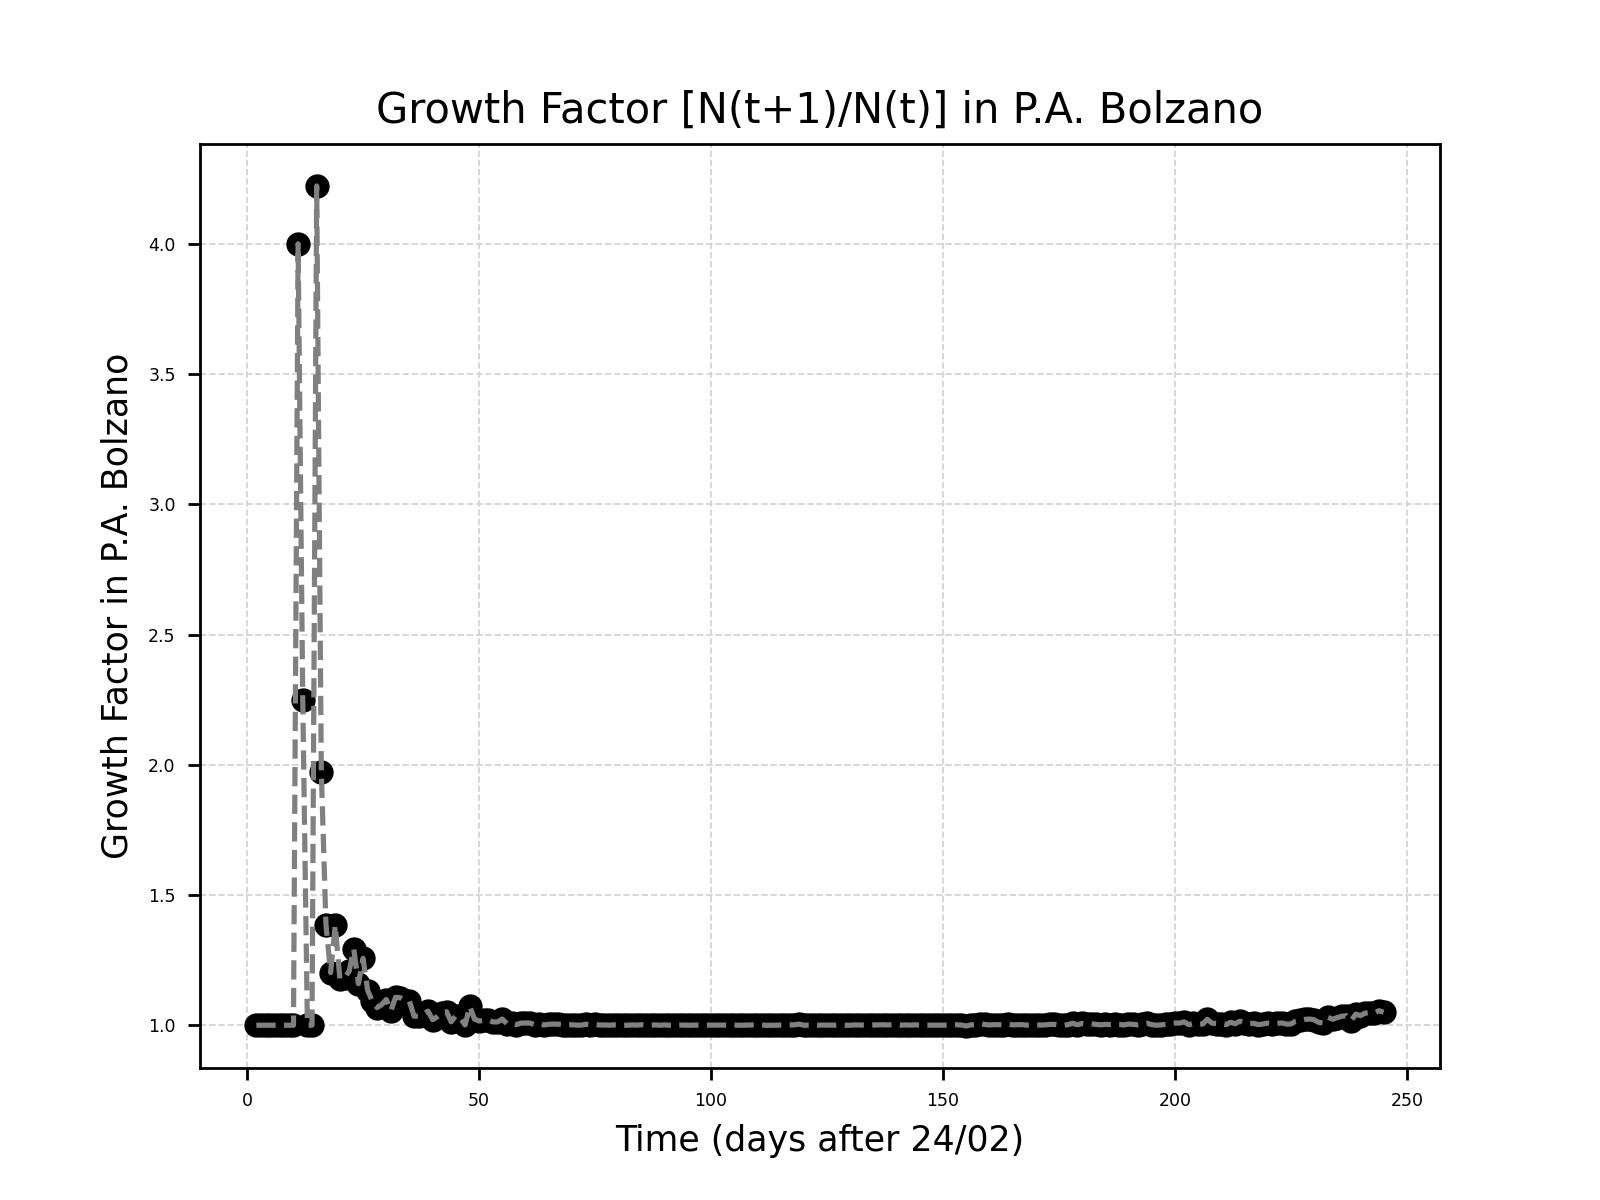 Growth Factor [N(t+1)/N(t)] in P.A. Bolzano
Growth Factor in P.A. Bolzano
4.0
3.5
3.0
2.5
2.0
1.5
1.0
0 50 100 150 200 250
Time (days after 24/02)